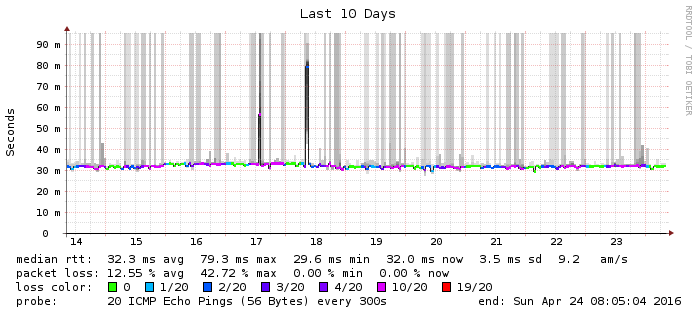 Last 10 Days
RRDTOOL / TOBI OETIKER
Seconds
90 m
80 m
70 m
60 m
50 m
40 m
30 m
20 m
10 m
0
14 15 16 17 18 19 20 21 22 23
median rtt: 32.3 ms avg 79.3 ms max 29.6 ms min 32.0 ms now 3.5 ms sd 9.2 am/s
packet loss: 12.55 % avg 42.72 % max 0.00 % min 0.00 % now
loss color: 0 1/20 2/20 3/20 4/20 10/20 19/20
probe: 20 ICMP Echo Pings (56 Bytes) every 300s end: Sun Apr 24 08:05:04 2016